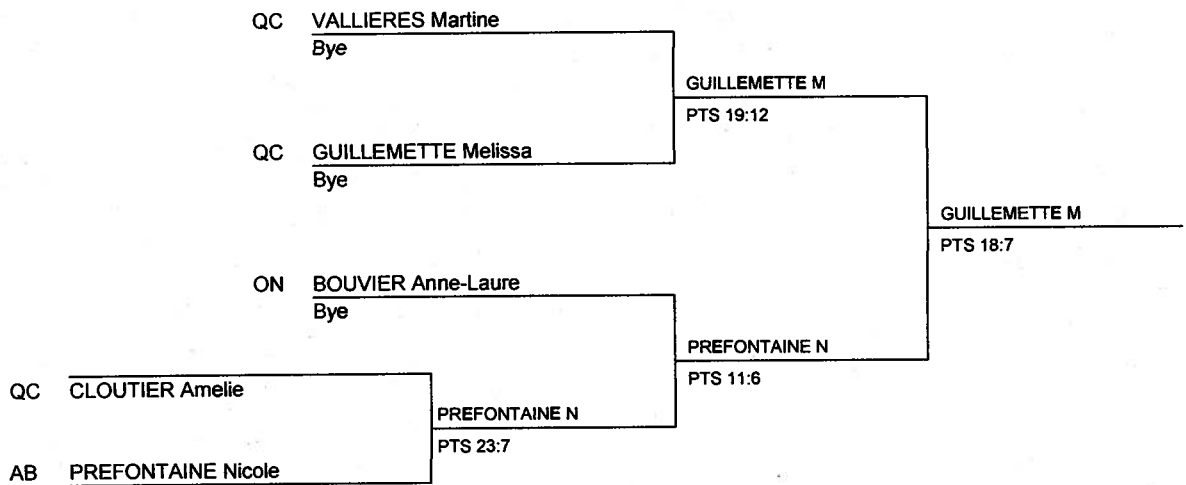 QC VALLIERES Martine
Bye
GUILLEMETTE M
PTS 19:12
QC GUILLEMETTE Melissa
Bye
GUILLEMETTE M
PTS 18:7
ON BOUVIER Anne-Laure
Bye
PREFONTAINE N
PTS 11:6
QC CLOUTIER Amelie
PREFONTAINE N
PTS 23:7
AB PREFONTAINE Nicole